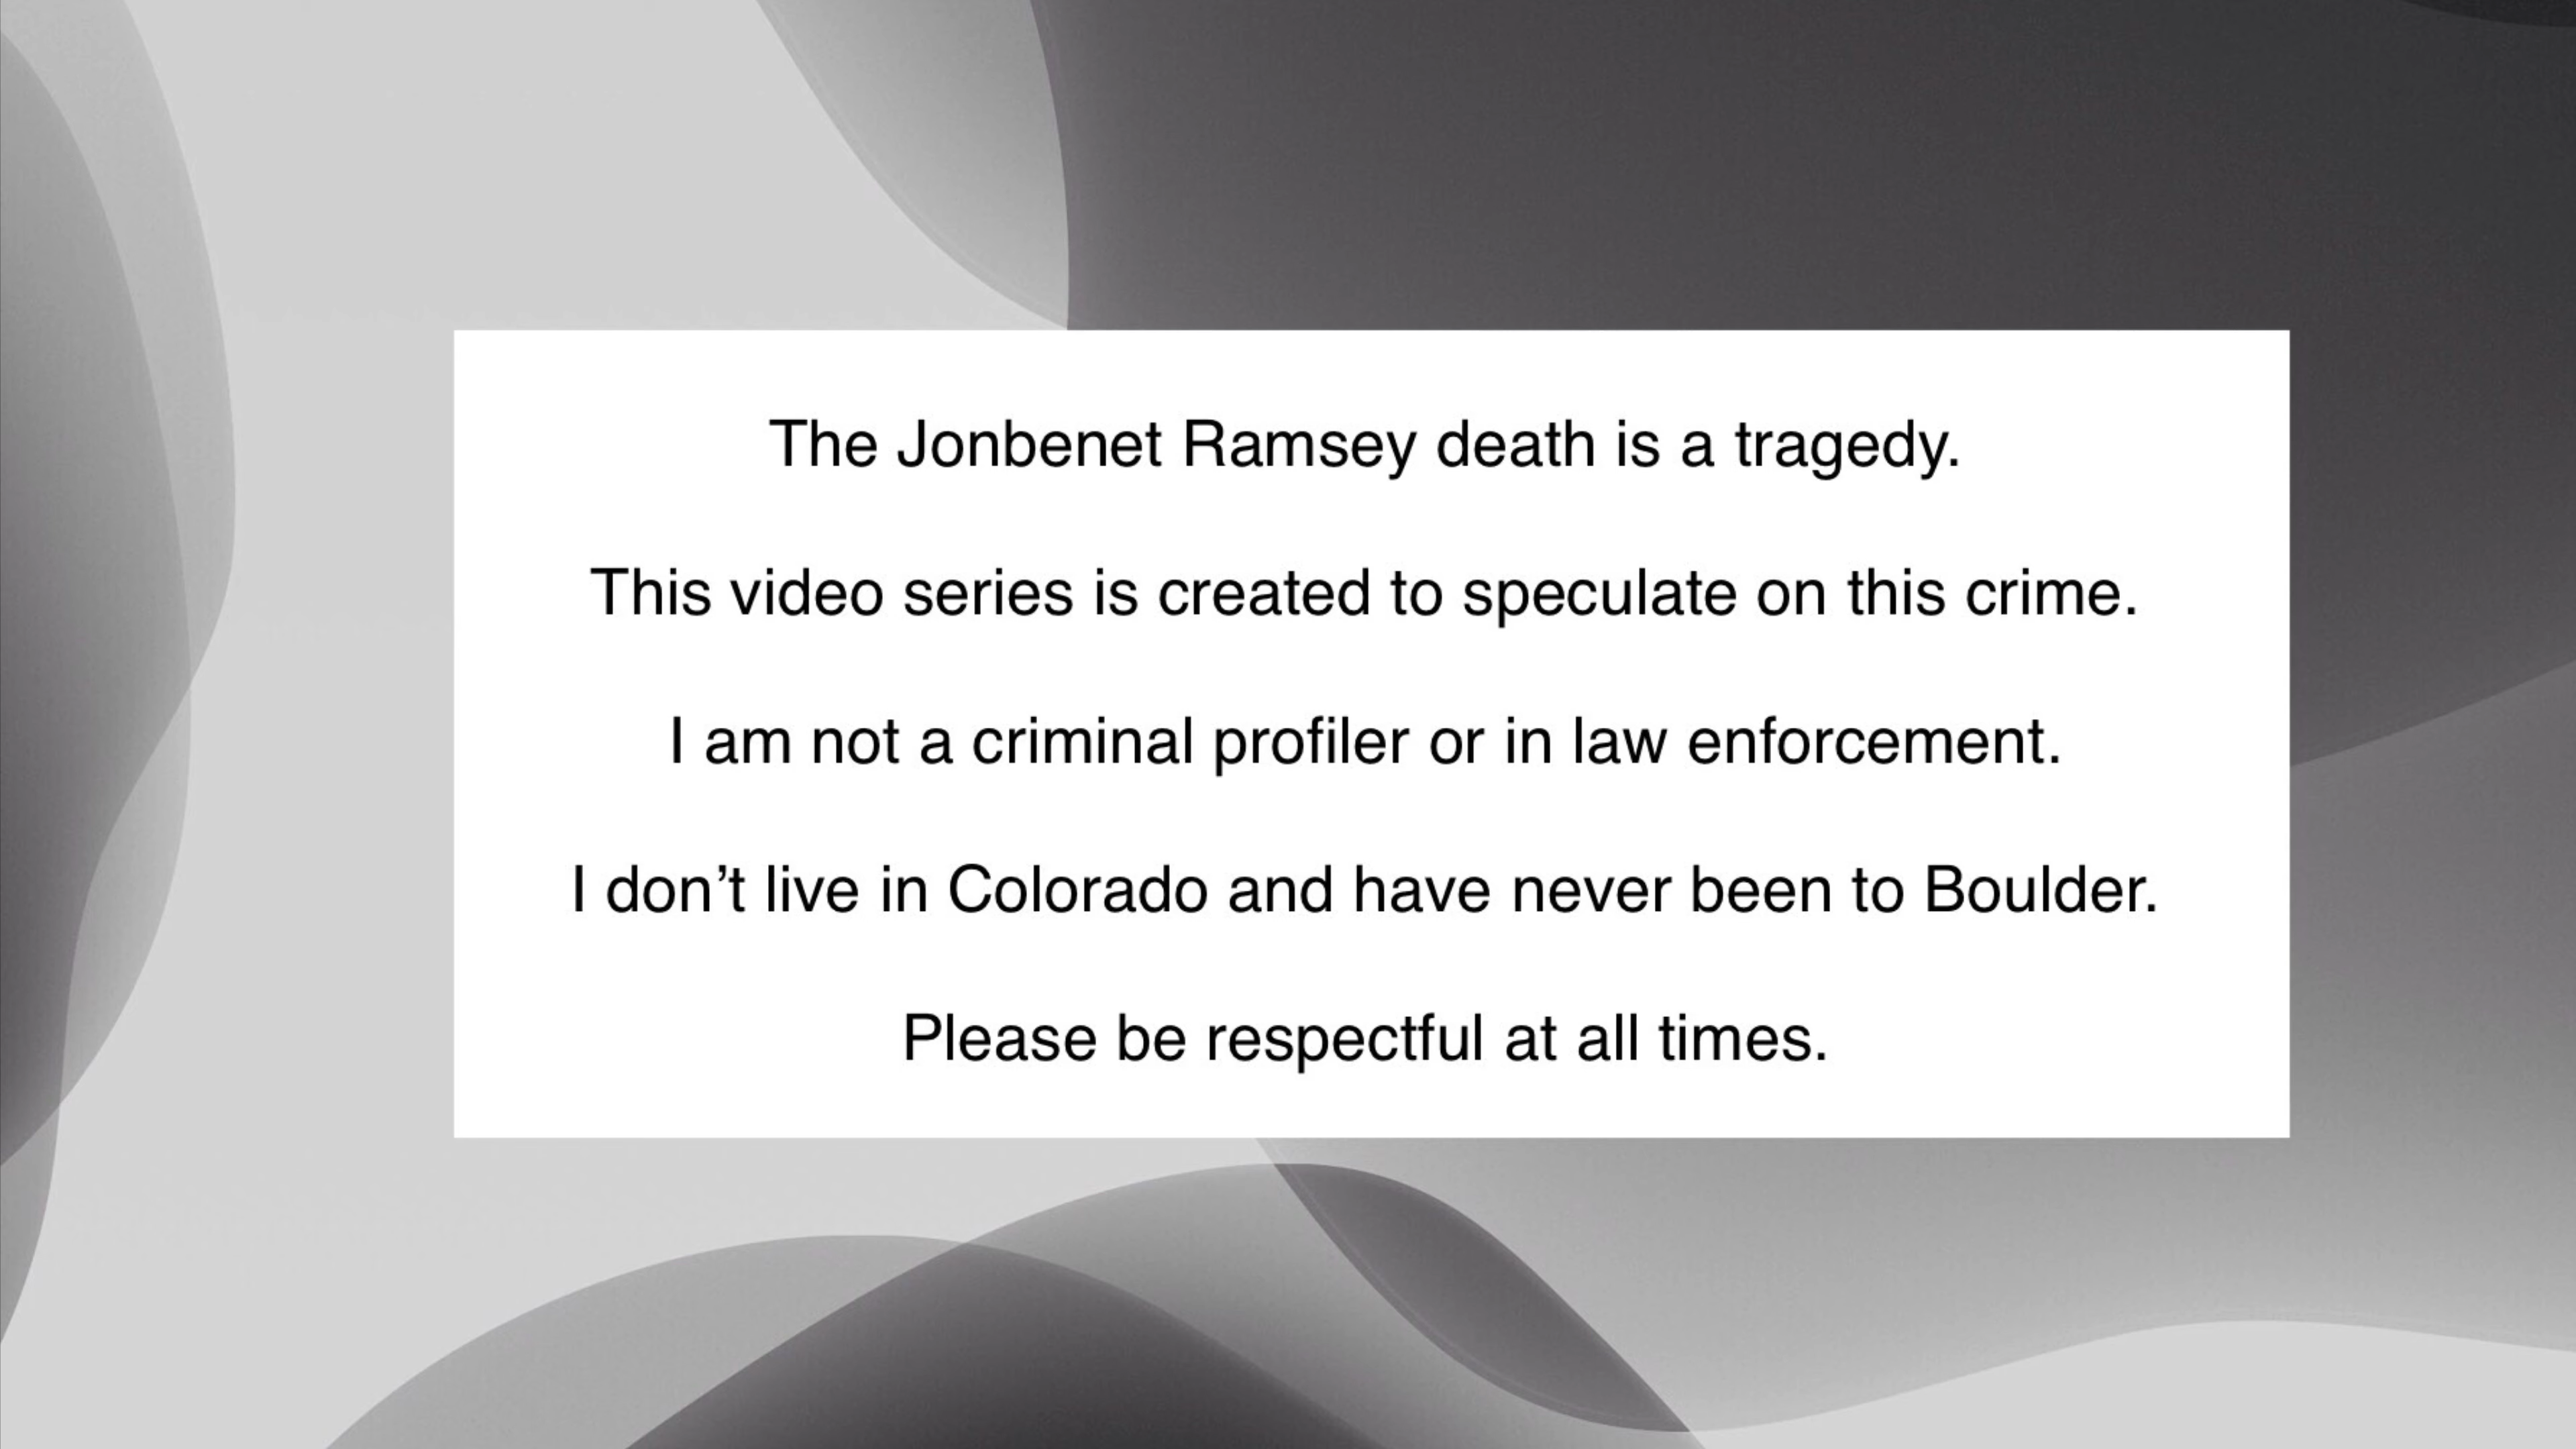 The Jonbenet Ramsey death is a tragedy.
This video series is created to speculate on this crime.
I am not a criminal profiler or in law enforcement.
I don’t live in Colorado and have never been to Boulder.
Please be respectful at all times.